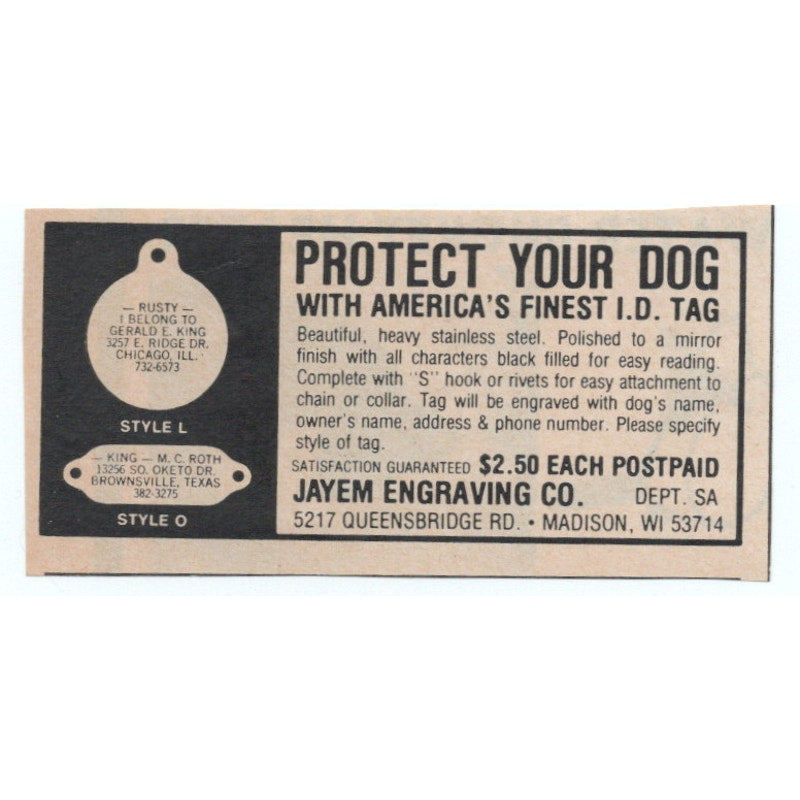 — RUSTY —
I BELONG TO
GERALD E. KING
3257 E. RIDGE DR.
CHICAGO, ILL.
732-6573
STYLE L
— KING — M. C. ROTH
13256 SO. OKETO DR.
BROWNSVILLE, TEXAS
382-3275
STYLE O
PROTECT YOUR DOG
WITH AMERICA'S FINEST I.D. TAG
Beautiful, heavy stainless steel. Polished to a mirror
finish with all characters black filled for easy reading.
Complete with "S" hook or rivets for easy attachment to
chain or collar. Tag will be engraved with dog's name,
owner's name, address & phone number. Please specify
style of tag.
SATISFACTION GUARANTEED $2.50 EACH POSTPAID
JAYEM ENGRAVING CO. DEPT. SA
5217 QUEENSBRIDGE RD. • MADISON, WI 53714